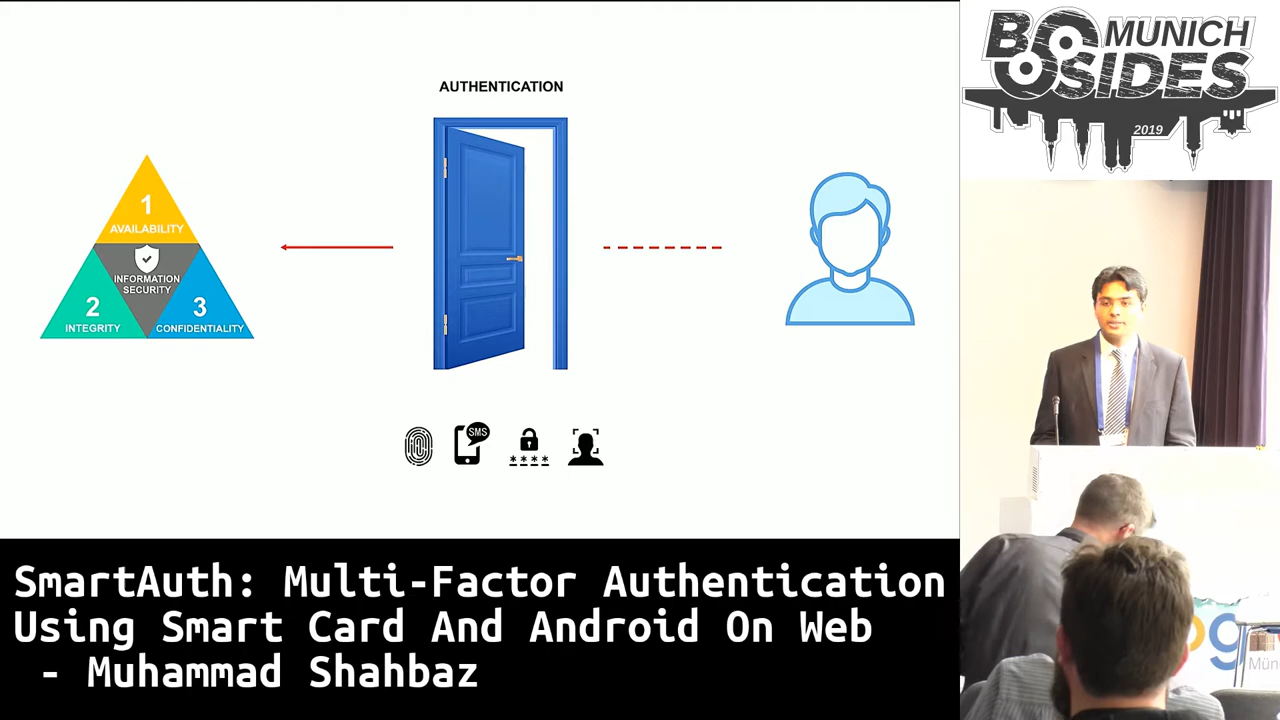 AUTHENTICATION
1
AVAILABILITY
INFORMATION
SECURITY
2
INTEGRITY
3
CONFIDENTIALITY
SMS
****
BSIDES
MUNICH
2019
SmartAuth: Multi-Factor Authentication
Using Smart Card And Android On Web
- Muhammad Shahbaz